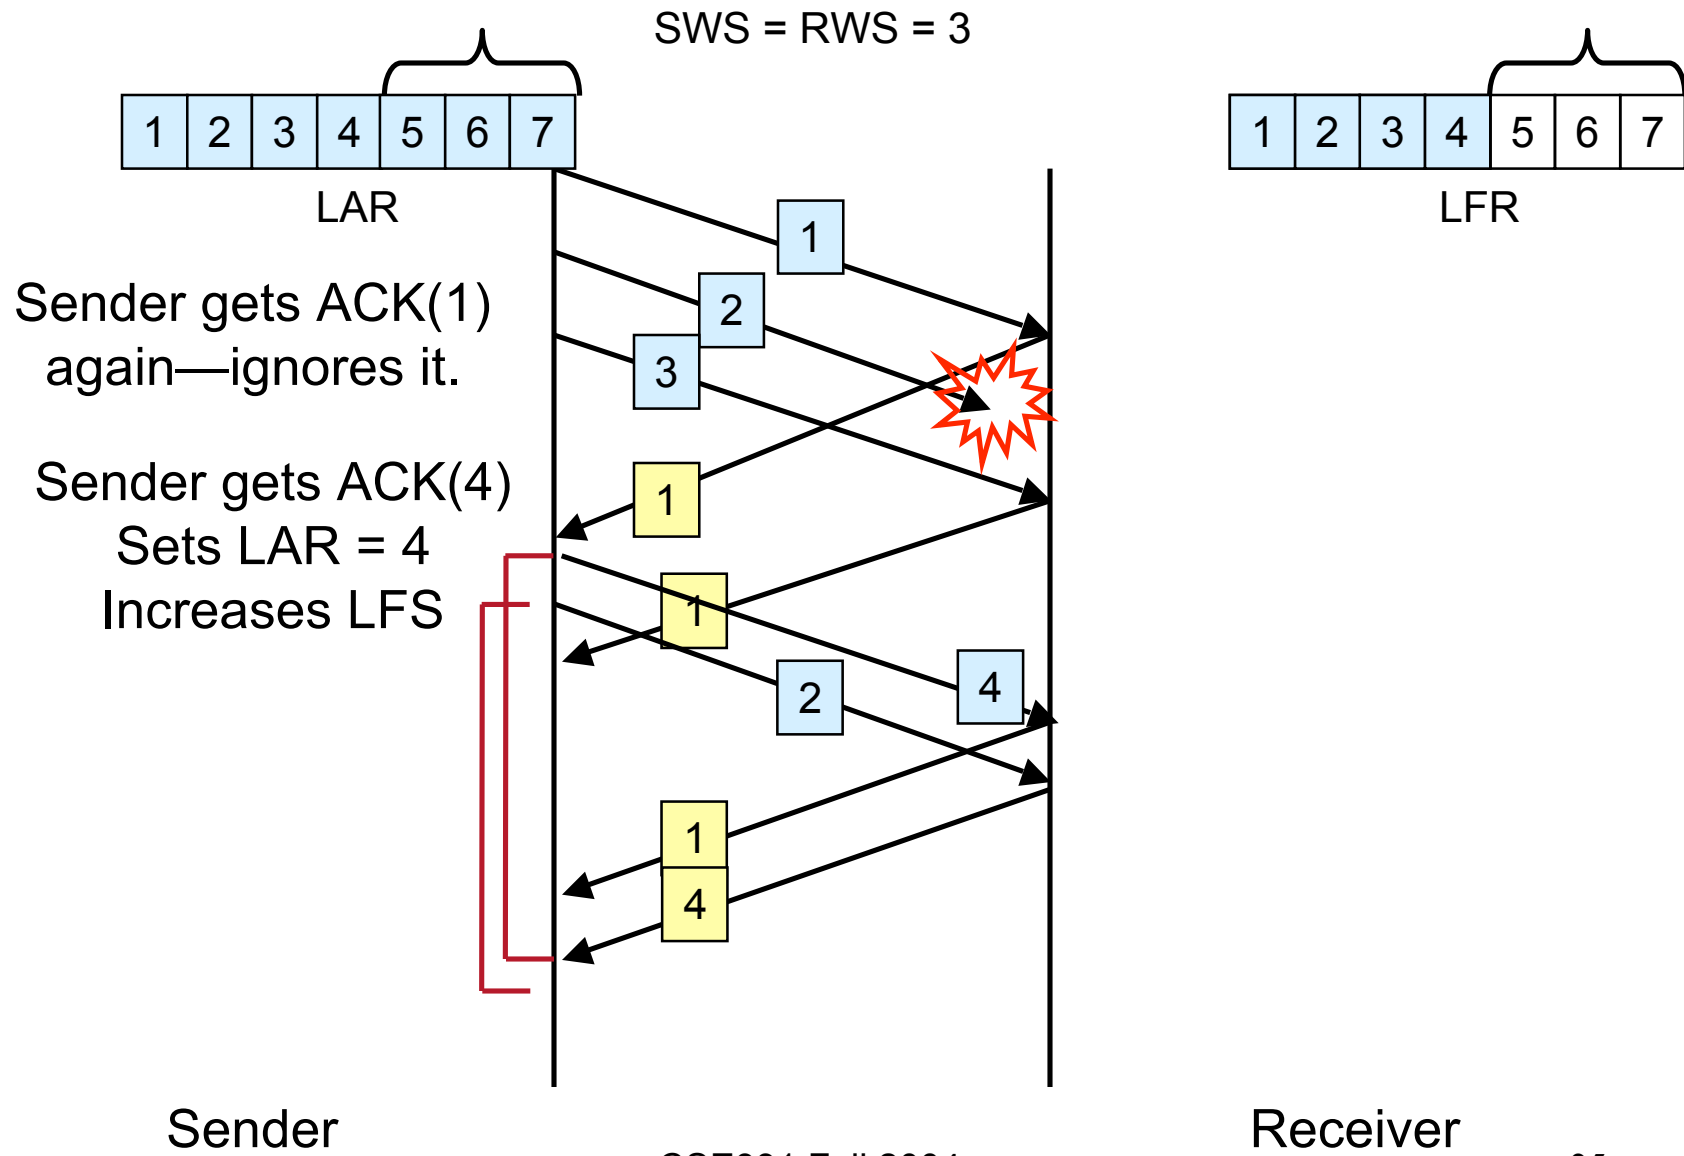 SWS = RWS = 3
1 2 3 4 5 6 7
1 2 3 4 5 6 7
LAR
LFR
1
Sender gets ACK(1)
again—ignores it.
2
3
Sender gets ACK(4)
Sets LAR = 4
Increases LFS
1
1
4
2
1
4
Sender
Receiver